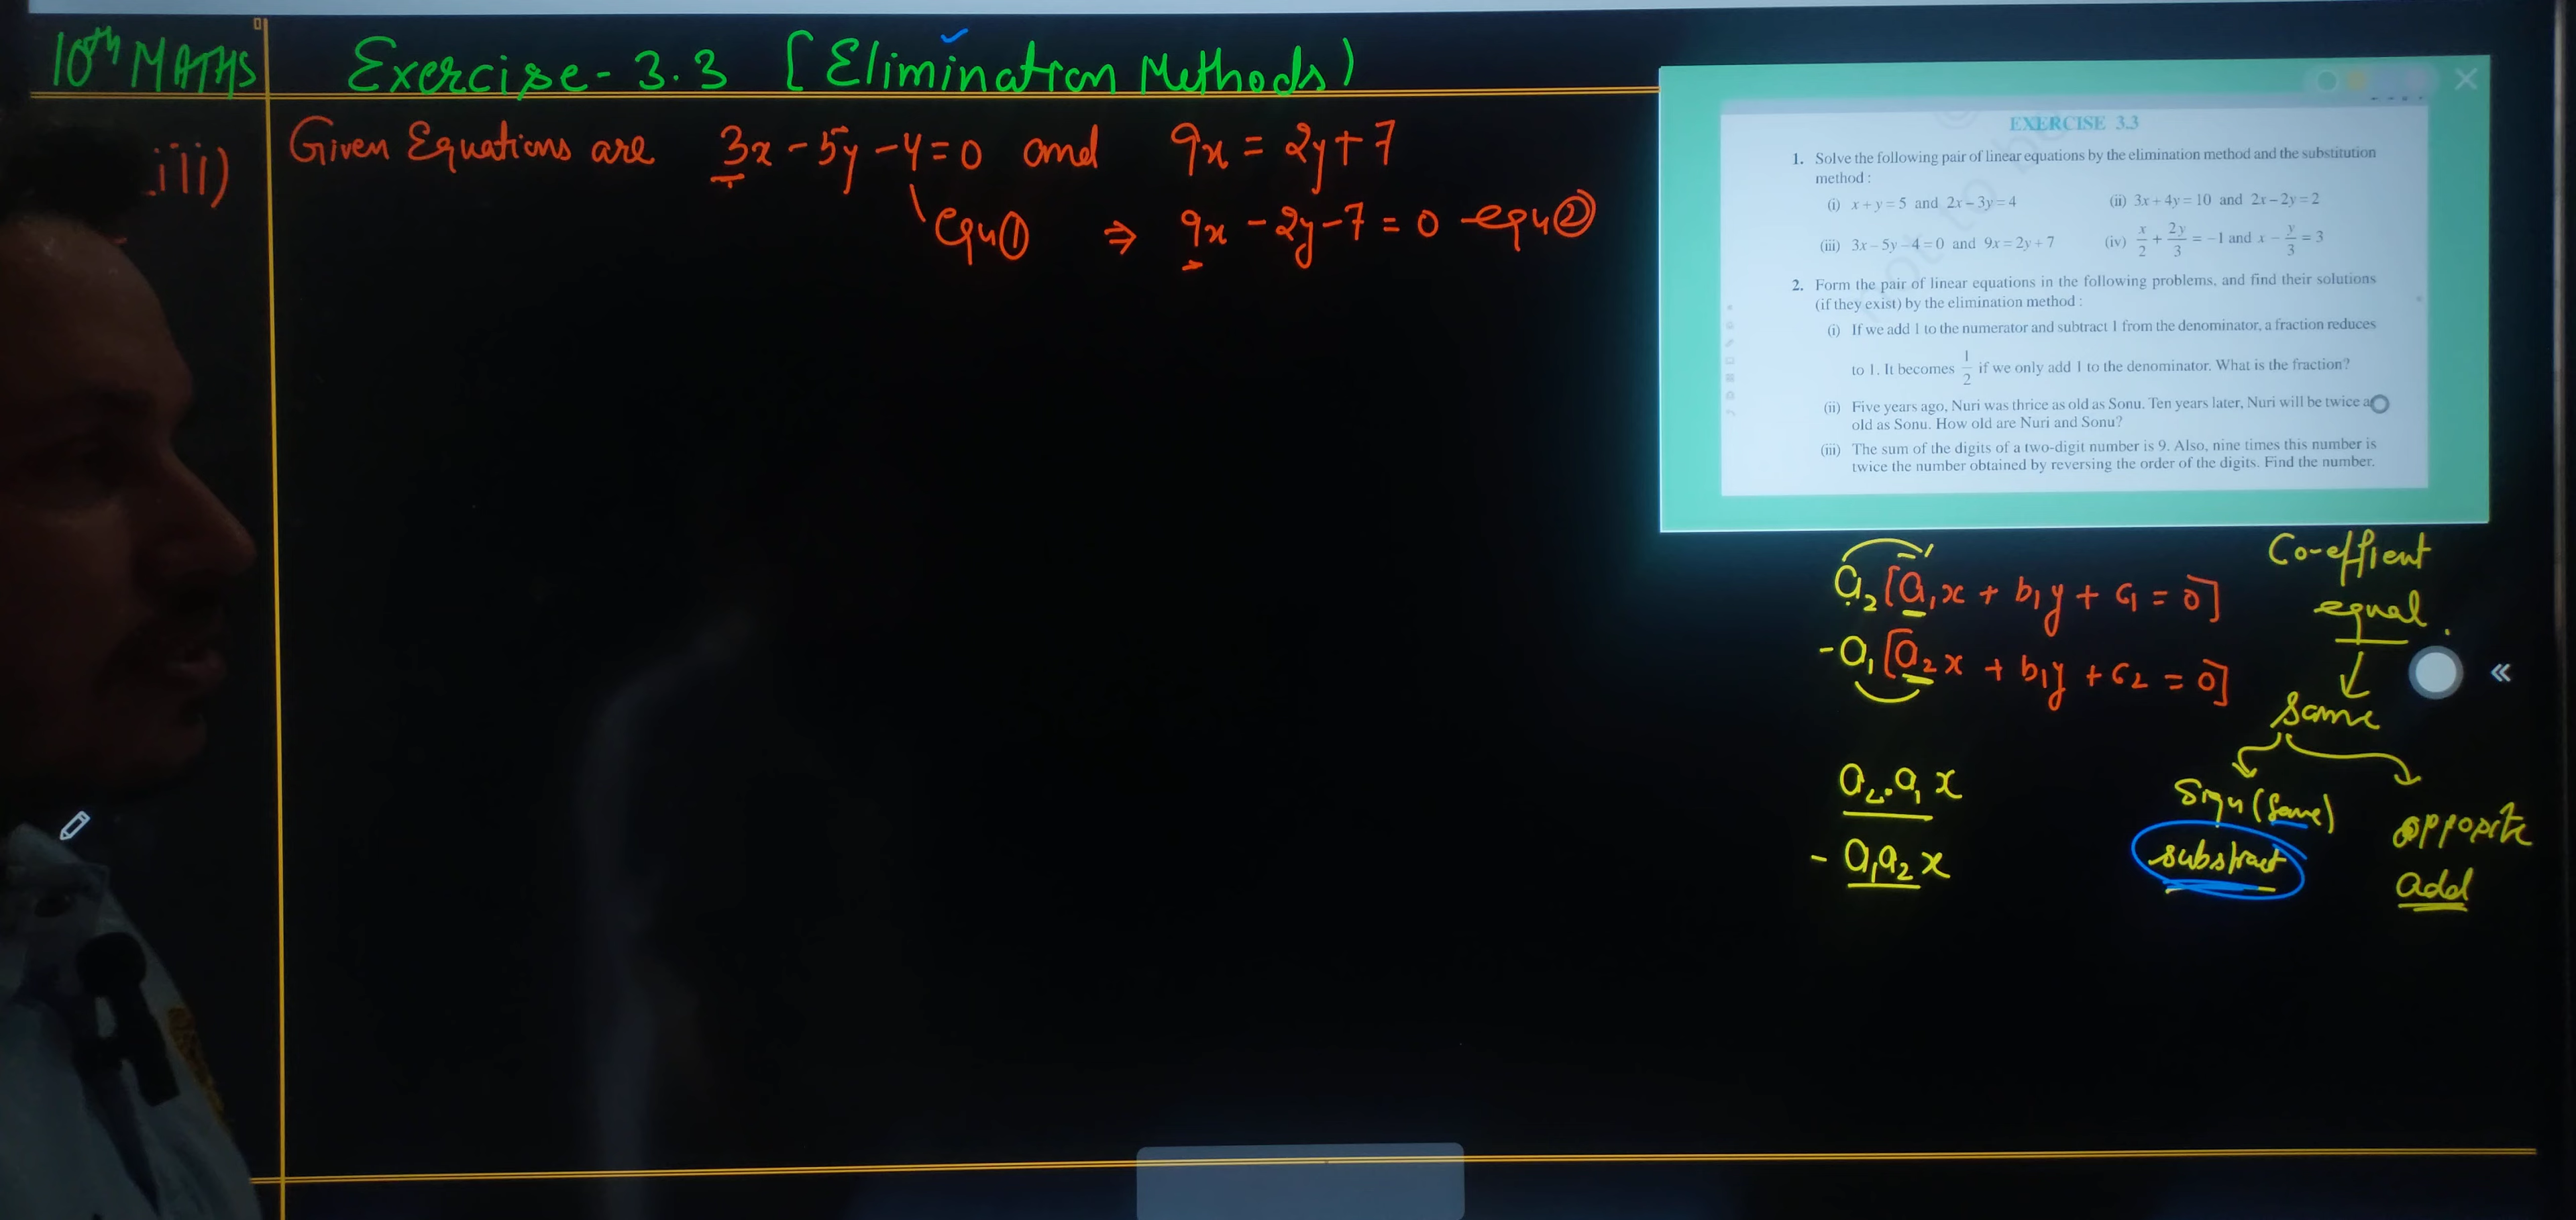 10th MATHS
Exercise - 3.3 [Elimination Methods)
iii) Given Equations are 3x - 5y - 4 = 0 and 9x = 2y + 7
equ ①
⇒ 9x - 2y - 7 = 0 - equ ②
EXERCISE 3.3
1. Solve the following pair of linear equations by the elimination method and the substitution
method :
(i) x + y = 5 and 2x – 3y = 4 (ii) 3x + 4y = 10 and 2x – 2y = 2
(iii) 3x – 5y – 4 = 0 and 9x = 2y + 7 (iv) x/2 + 2y/3 = –1 and x – y/3 = 3
2. Form the pair of linear equations in the following problems, and find their solutions
(if they exist) by the elimination method :
(i) If we add 1 to the numerator and subtract 1 from the denominator, a fraction reduces
to 1. It becomes 1/2 if we only add 1 to the denominator. What is the fraction?
(ii) Five years ago, Nuri was thrice as old as Sonu. Ten years later, Nuri will be twice a
old as Sonu. How old are Nuri and Sonu?
(iii) The sum of the digits of a two-digit number is 9. Also, nine times this number is
twice the number obtained by reversing the order of the digits. Find the number.
a₂ [a₁x + b₁y + c₁ = 0]
- a₁ [a₂x + b₁y + c₂ = 0]
a₂.a₁x
- a₁a₂x
Co-effient
equal.
Same
Sign (Same)
substract
opposite
add